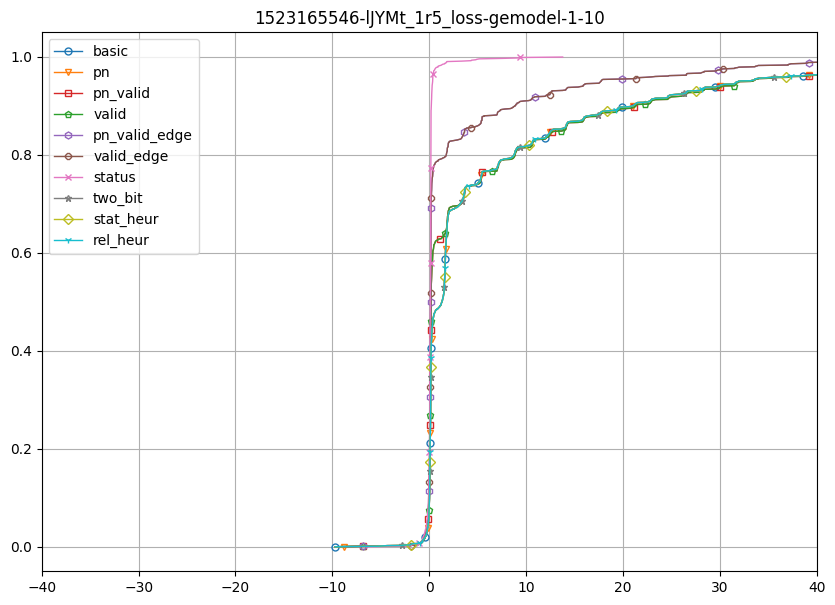 1523165546-lJYMt_1r5_loss-gemodel-1-10
basic
pn
pn_valid
valid
pn_valid_edge
valid_edge
status
two_bit
stat_heur
rel_heur
1.0
0.8
0.6
0.4
0.2
0.0
−40 −30 −20 −10 0 10 20 30 40